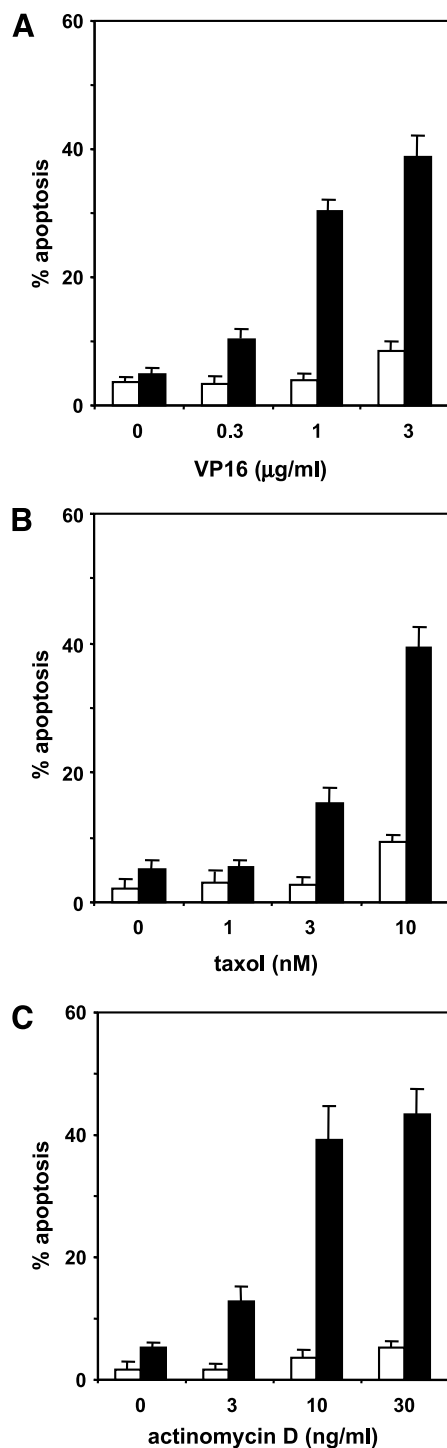 A
60
40
20
0
% apoptosis
0 0.3 1 3
VP16 (μg/ml)
B
60
40
20
0
% apoptosis
0 1 3 10
taxol (nM)
C
60
40
20
0
% apoptosis
0 3 10 30
actinomycin D (ng/ml)